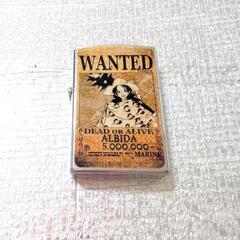 WANTED
DEAD OR ALIVE
ALBIDA
5,000,000-
MARINE